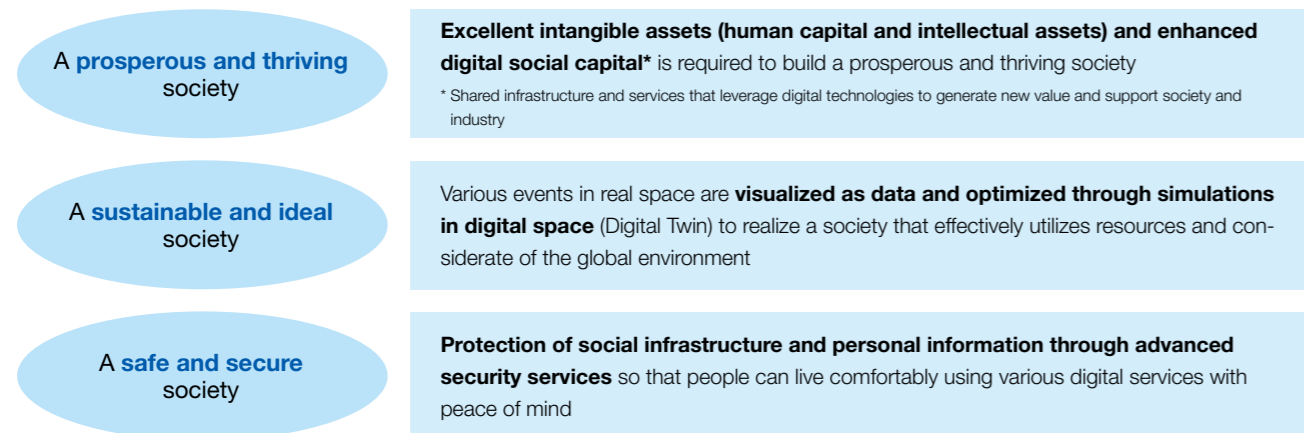 A prosperous and thriving
society
Excellent intangible assets (human capital and intellectual assets) and enhanced
digital social capital* is required to build a prosperous and thriving society
* Shared infrastructure and services that leverage digital technologies to generate new value and support society and
industry
A sustainable and ideal
society
Various events in real space are visualized as data and optimized through simulations
in digital space (Digital Twin) to realize a society that effectively utilizes resources and con-
siderate of the global environment
A safe and secure
society
Protection of social infrastructure and personal information through advanced
security services so that people can live comfortably using various digital services with
peace of mind